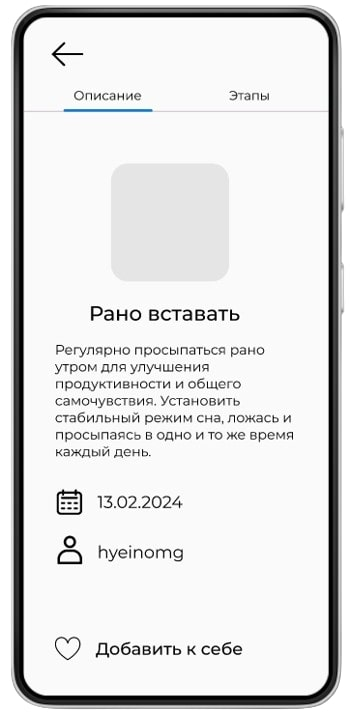 Описание Этапы
Рано вставать
Регулярно просыпаться рано
утром для улучшения
продуктивности и общего
самочувствия. Установить
стабильный режим сна, ложась и
просыпаясь в одно и то же время
каждый день.
13.02.2024
hyeinomg
Добавить к себе